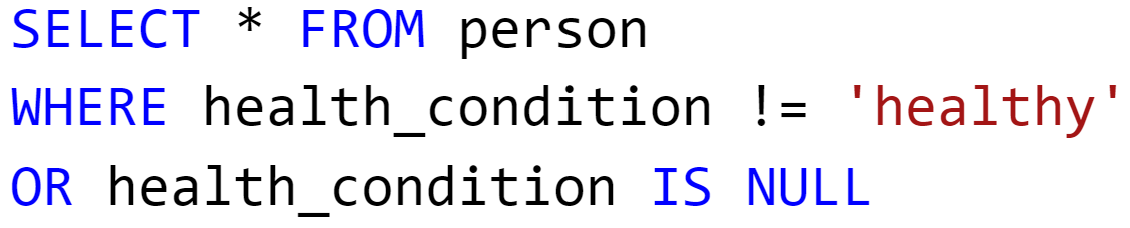 SELECT * FROM person
WHERE health_condition != 'healthy'
OR health_condition IS NULL